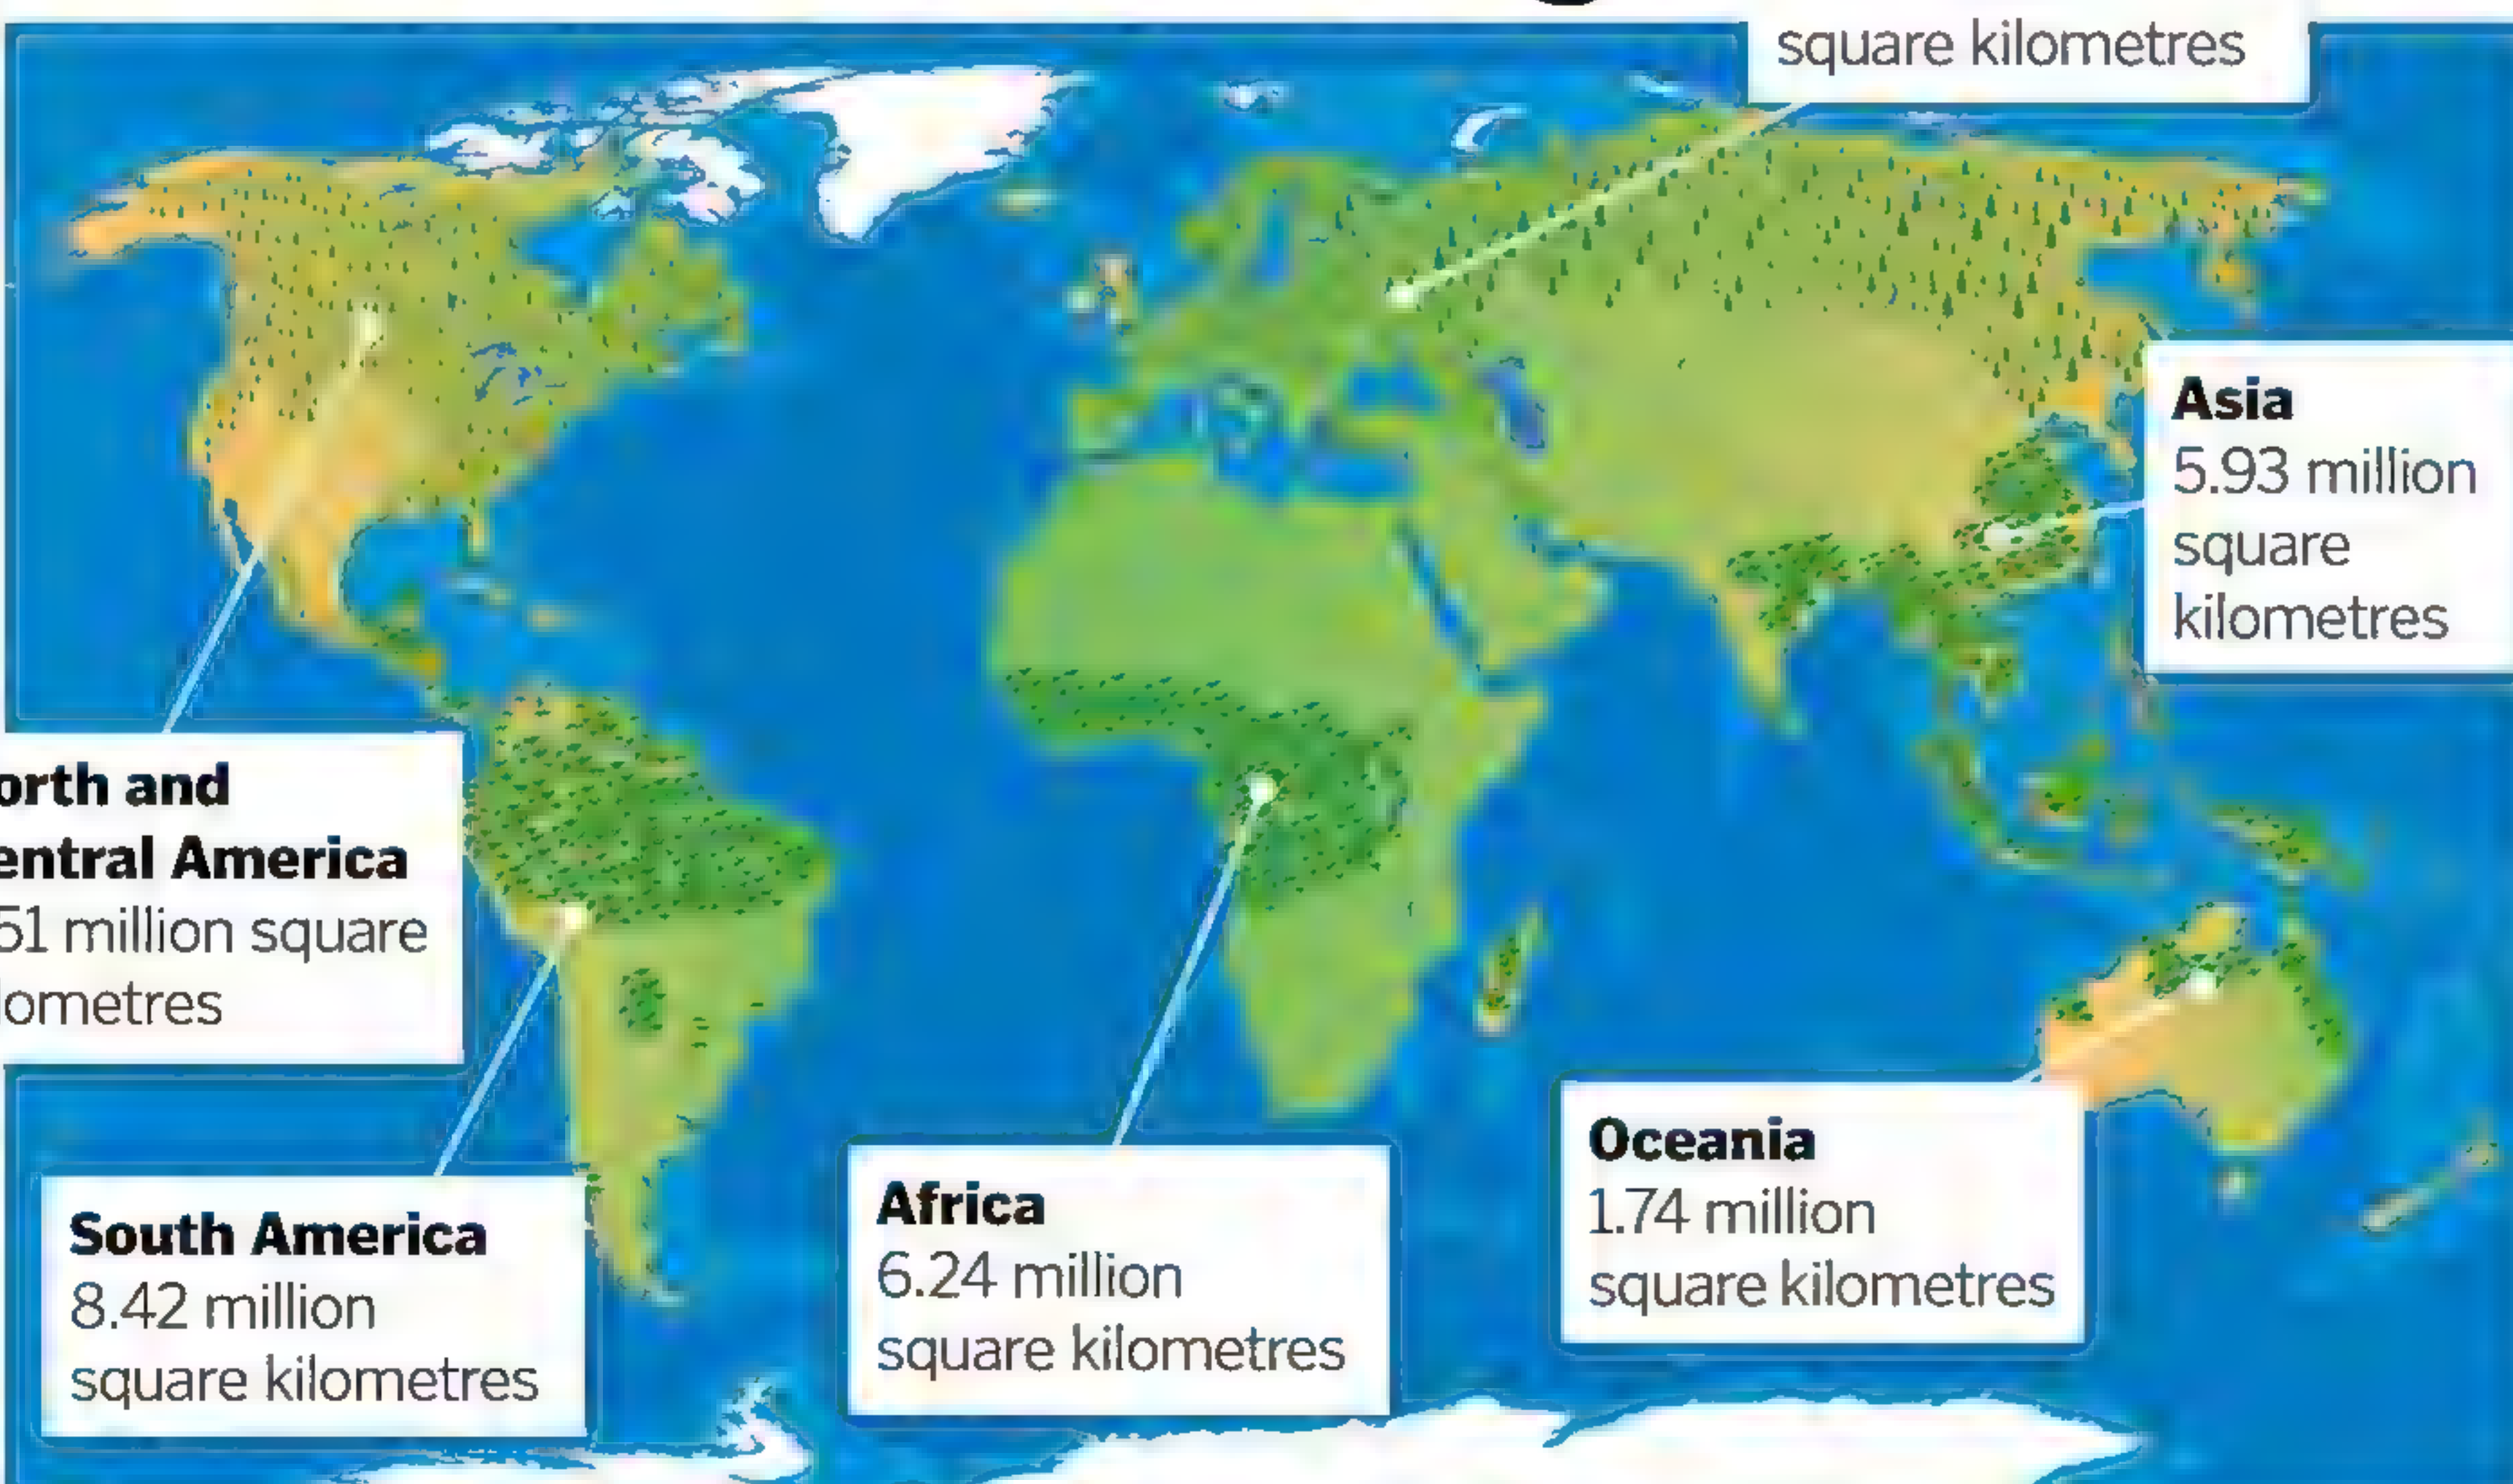 square kilometres
Asia
5.93 million
square
kilometres
orth and
entral America
51 million square
lometres
South America
8.42 million
square kilometres
Africa
6.24 million
square kilometres
Oceania
1.74 million
square kilometres